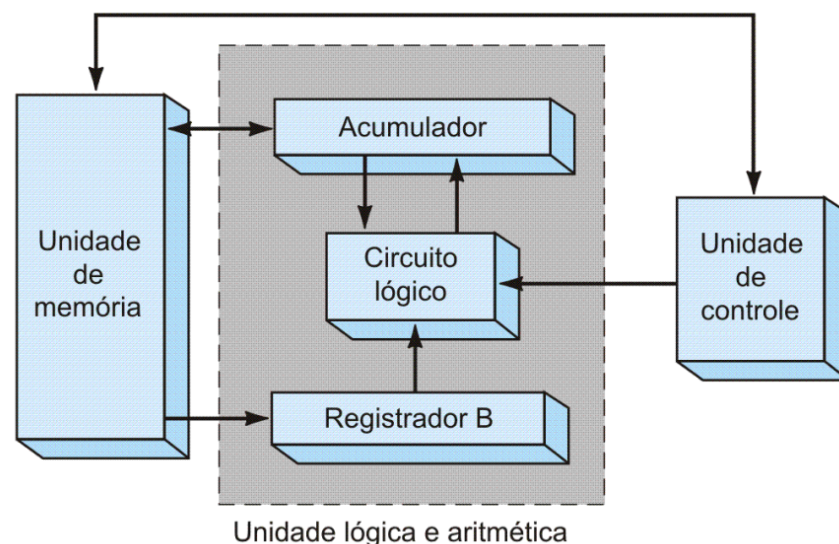 Acumulador
Unidade
de
memória
Circuito
lógico
Unidade
de
controle
Registrador B
Unidade lógica e aritmética